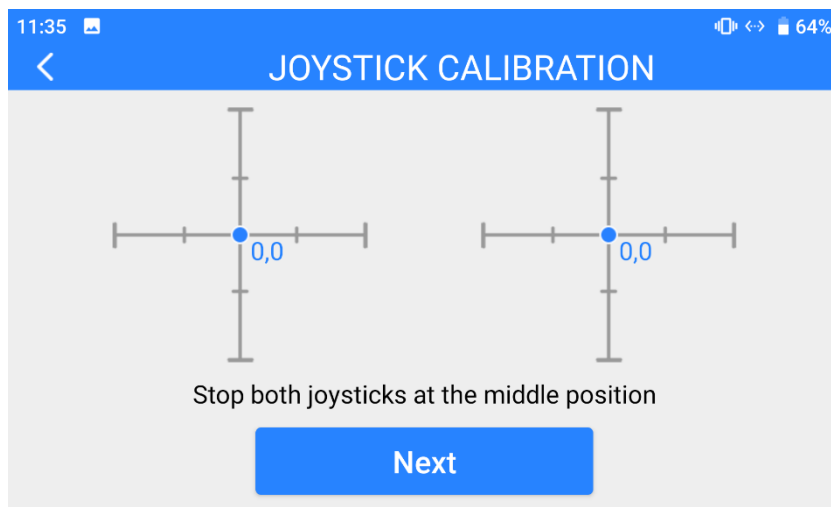 11:35 64%
JOYSTICK CALIBRATION
0,0 0,0
Stop both joysticks at the middle position
Next